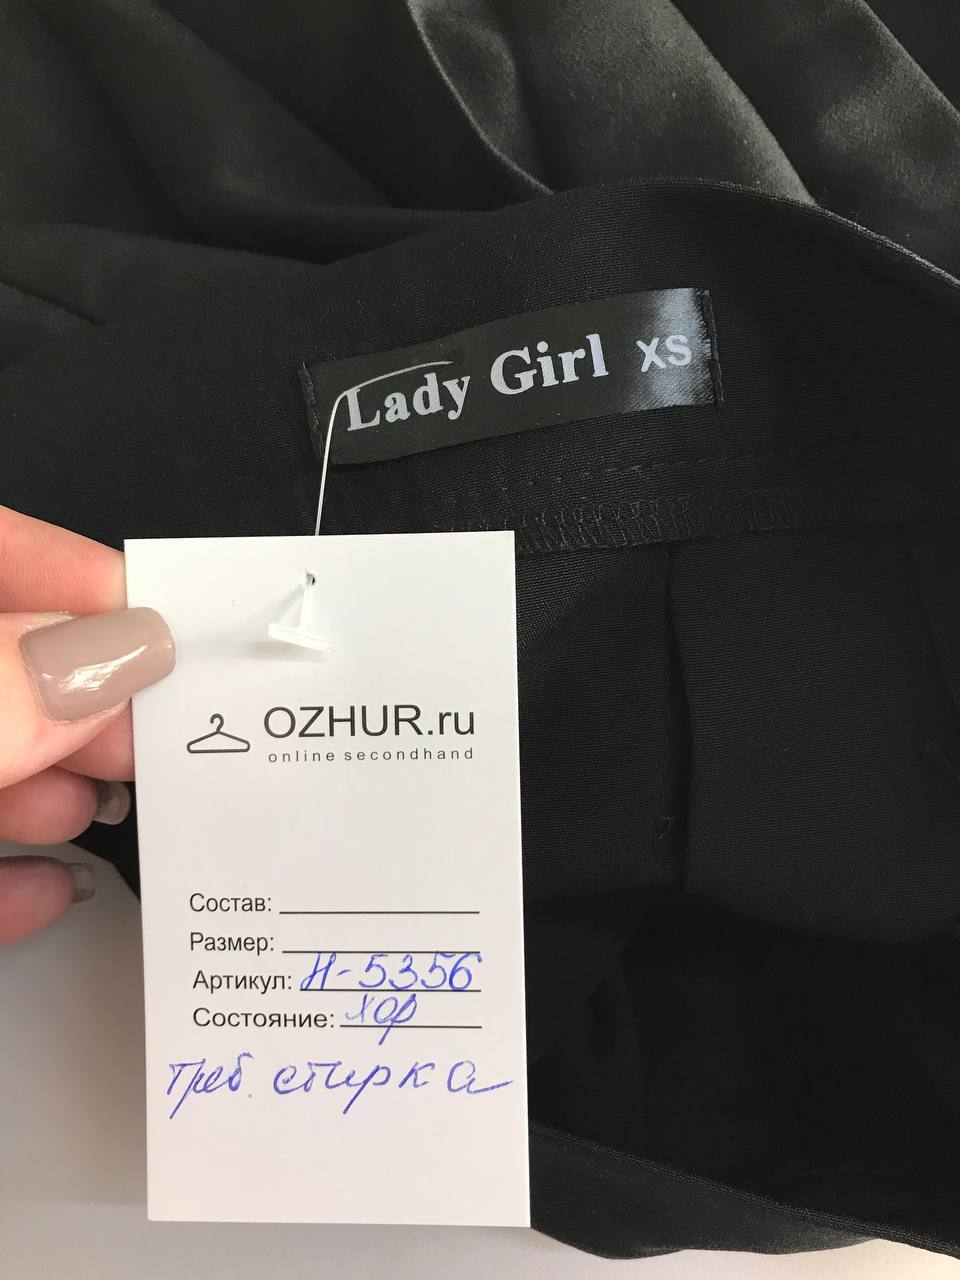 Lady Girl XS
OZHUR.ru
online secondhand
Состав:
Размер:
Артикул: Н-5356
Состояние: хор
треб. стирка